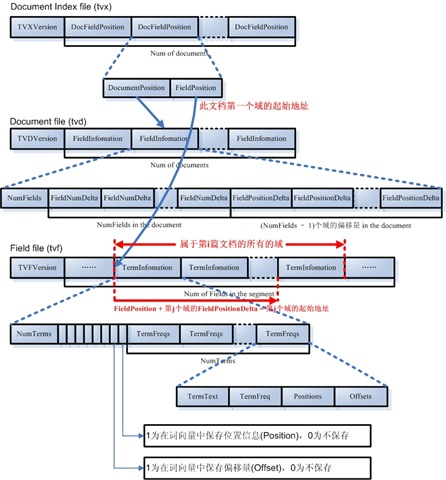 Document Index file (tvx)
TVXVersion DocFieldPosition DocFieldPosition DocFieldPosition
Num of documents
DocumentPosition FieldPosition
此文档第一个域的起始地址
Document file (tvd)
TVDVersion FieldInfomation FieldInfomation FieldInfomation
Num of documents
NumFields FieldNumDelta FieldNumDelta FieldNumDelta FieldPositionDelta FieldPositionDelta FieldPositionDelta
NumFields in the document (NumFields - 1)个域的偏移量 in the document
属于第i篇文档的所有的域
Field file (tvf)
TVFVersion …… TermInfomation TermInfomation TermInfomation ……
Num of Fields in the segment
FieldPosition + 第j个域的FieldPositionDelta = 第j个域的起始地址
NumTerms TermFreqs TermFreqs TermFreqs
NumTerms
TermText TermFreq Positions Offsets
1为在词向量中保存位置信息(Position),0为不保存
1为在词向量中保存偏移量(Offset),0为不保存